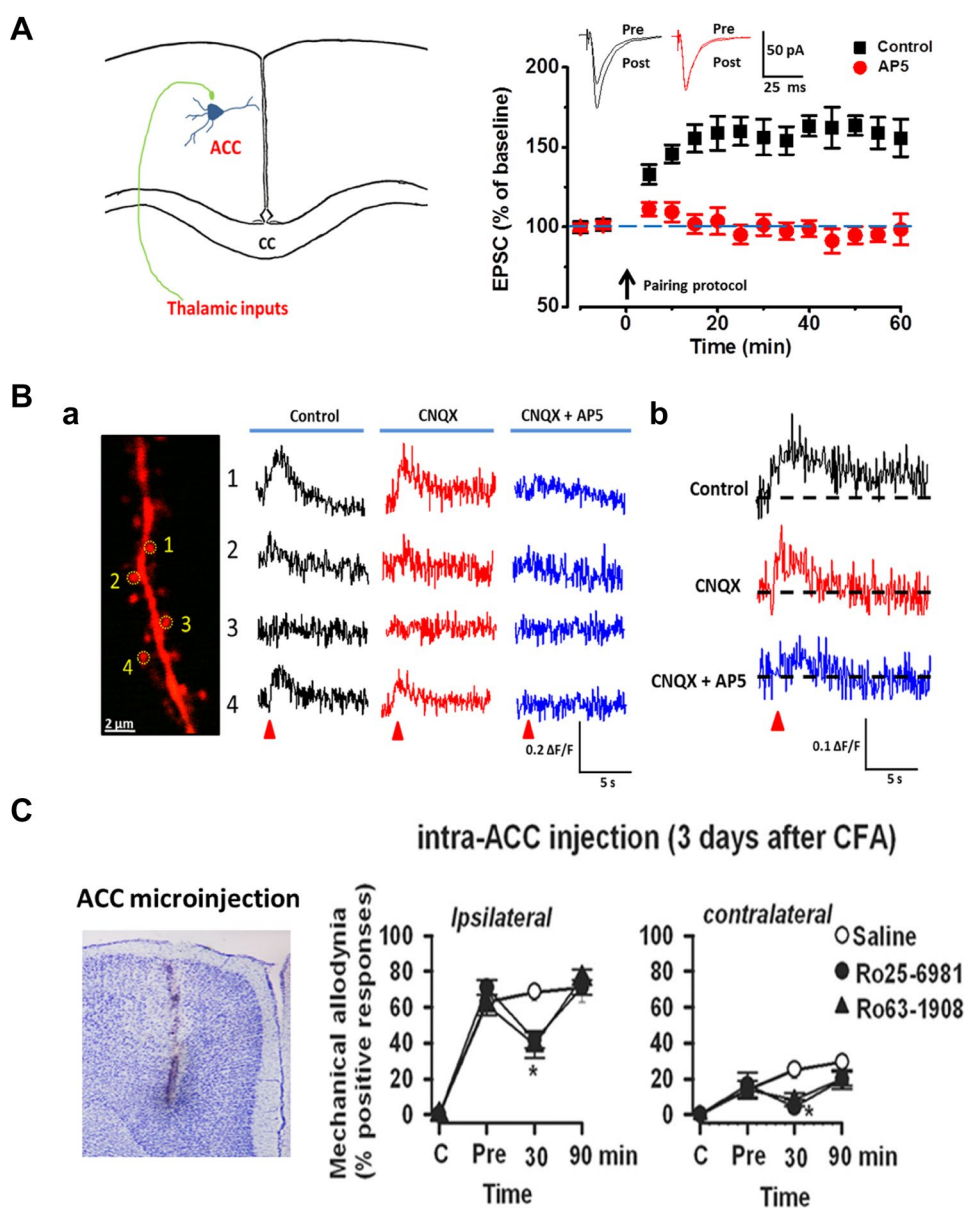 A
ACC
CC
Thalamic inputs
Pre
Post
Pre
Post
50 pA
25 ms
Control
AP5
EPSC (% of baseline)
200
150
100
50
Pairing protocol
0
20
40
60
Time (min)
B
a
Control
CNQX
CNQX + AP5
1
2
3
4
2 µm
1
2
3
4
0.2 ΔF/F
5 s
b
Control
CNQX
CNQX + AP5
0.1 ΔF/F
5 s
C
intra-ACC injection (3 days after CFA)
ACC microinjection
Mechanical allodynia
(% positive responses)
Ipsilateral
100
80
60
40
20
0
*
C Pre 30 90 min
Time
contralateral
100
80
60
40
20
0
*
C Pre 30 90 min
Time
Saline
Ro25-6981
Ro63-1908